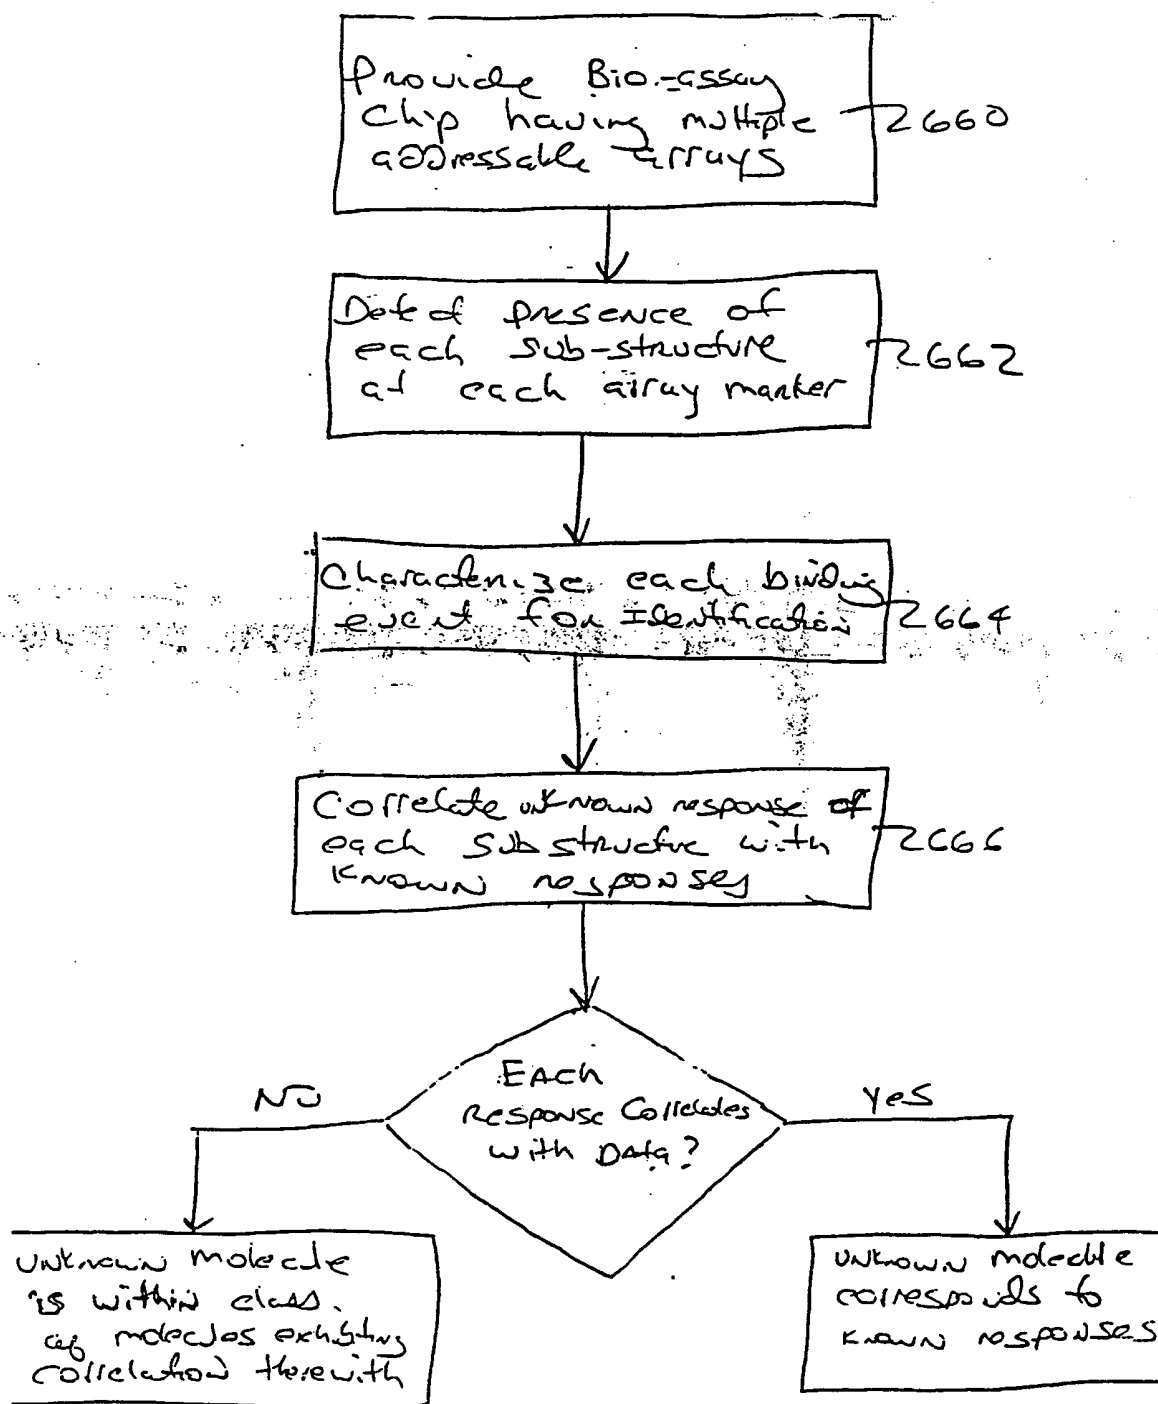 Provide Bio-assay
chip having multiple
addressable arrays
2660
Detect presence of
each sub-structure
at each array marker
2662
Characterize each binding
event for Identification
2664
Correlate unknown response of
each substructure with
known responses
2666
Each
Response Correlates
with Data?
NO
Yes
unknown molecule
is within class
of molecules exhibiting
correlation therewith
unknown molecule
corresponds to
known responses